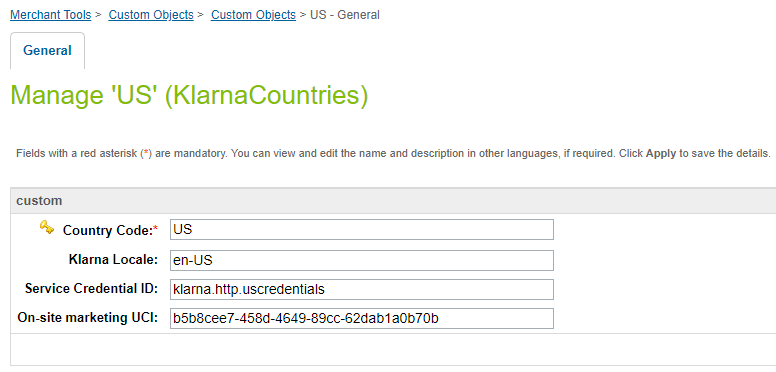 Merchant Tools > Custom Objects > Custom Objects > US - General
General
Manage 'US' (KlarnaCountries)
Fields with a red asterisk (*) are mandatory. You can view and edit the name and description in other languages, if required. Click Apply to save the details.
custom
Country Code:* US
Klarna Locale: en-US
Service Credential ID: klarna.http.uscredentials
On-site marketing UCI: b5b8cee7-458d-4649-89cc-62dab1a0b70b